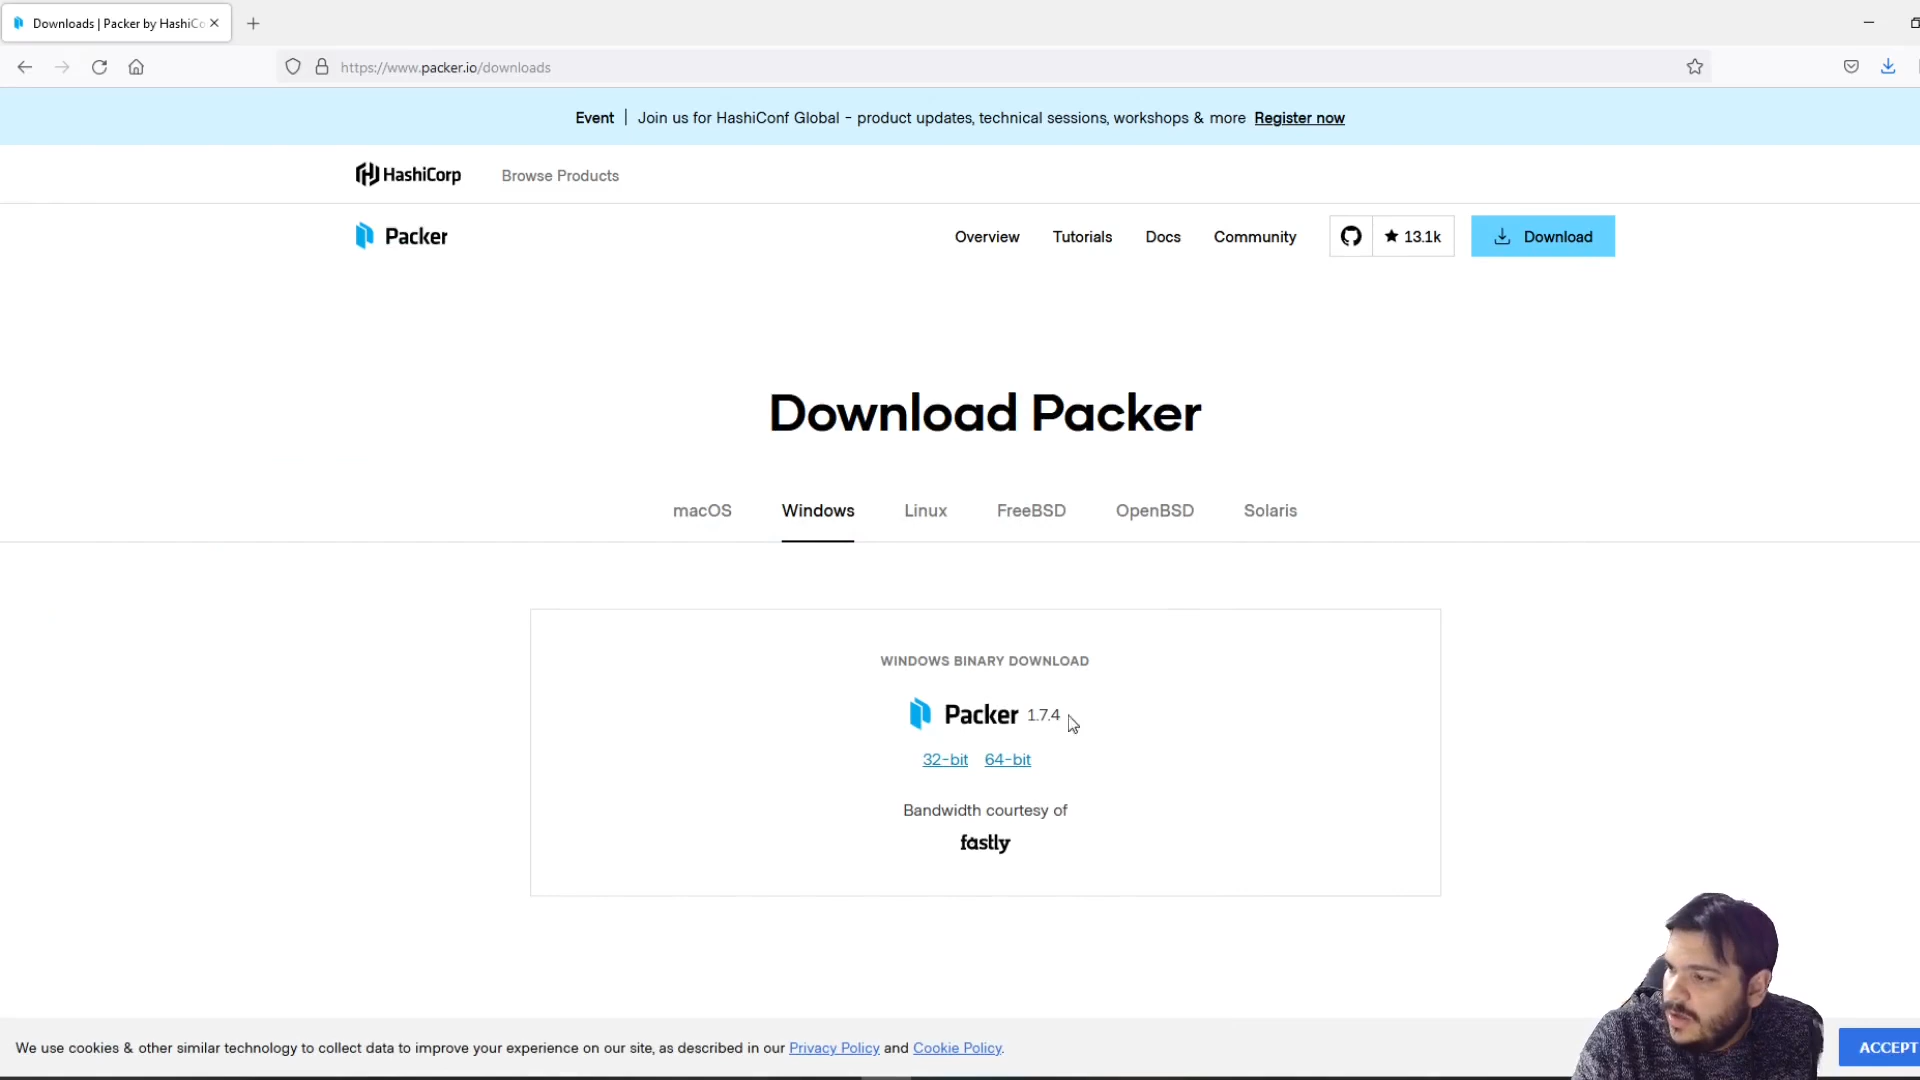 Downloads | Packer by HashiCo
https://www.packer.io/downloads
Event | Join us for HashiConf Global - product updates, technical sessions, workshops & more Register now
HashiCorp Browse Products
Packer
Overview Tutorials Docs Community 13.1k Download
Download Packer
macOS Windows Linux FreeBSD OpenBSD Solaris
WINDOWS BINARY DOWNLOAD
Packer 1.7.4
32-bit 64-bit
Bandwidth courtesy of
fastly
We use cookies & other similar technology to collect data to improve your experience on our site, as described in our Privacy Policy and Cookie Policy.
ACCEPT